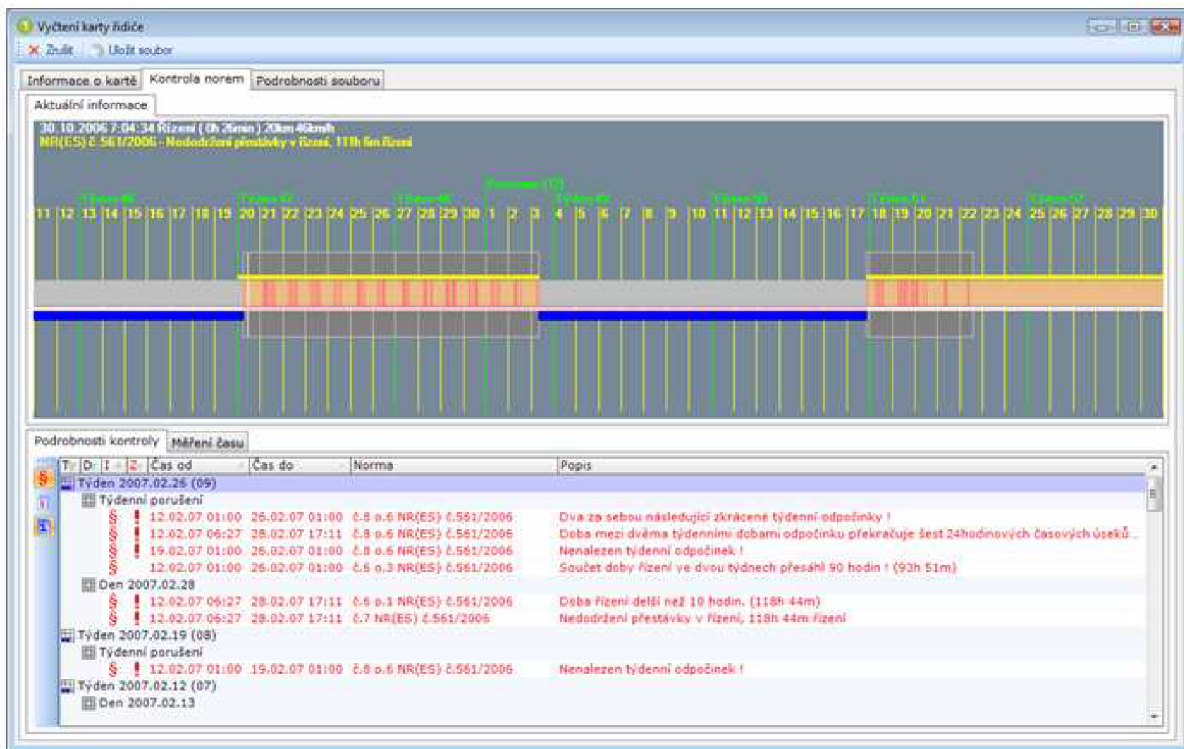 Vyčtení karty řidiče
Zrušit Uložit soubor
Informace o kartě Kontrola norem Podrobnosti souboru
Aktuální informace
30.10.2006 7:04:34 Řízení ( 0h 26min ) 20km 46km/h
NR(ES) č.561/2006 - Nedodržení přestávky v řízení, 111h 6m řízení
11 12 13 14 15 16 17 18 19 20 21 22 23 24 25 26 27 28 29 30 1 2 3 4 5 6 7 8 9 10 11 12 13 14 15 16 17 18 19 20 21 22 23 24 25 26 27 28 29 30
Podrobnosti kontroly Měření času
T D I Z Čas od Čas do Norma Popis
Týden 2007.02.26 (09)
Týdenní porušení
§ ! 12.02.07 01:00 26.02.07 01:00 č.8 o.6 NR(ES) č.561/2006 Dva za sebou následující zkrácené týdenní odpočinky !
§ ! 12.02.07 06:27 28.02.07 17:11 č.8 o.6 NR(ES) č.561/2006 Doba mezi dvěma týdenními dobami odpočinku překračuje šest 24hodinových časových úseků...
§ ! 19.02.07 01:00 26.02.07 01:00 č.8 o.6 NR(ES) č.561/2006 Nenalezen týdenní odpočinek !
§ 12.02.07 01:00 26.02.07 01:00 č.6 o.3 NR(ES) č.561/2006 Součet doby řízení ve dvou týdnech přesáhl 90 hodin ! (93h 51m)
Den 2007.02.28
§ ! 12.02.07 06:27 28.02.07 17:11 č.6 o.1 NR(ES) č.561/2006 Doba řízení delší než 10 hodin. (118h 44m)
§ ! 12.02.07 06:27 28.02.07 17:11 č.7 NR(ES) č.561/2006 Nedodržení přestávky v řízení, 118h 44m řízení
Týden 2007.02.19 (08)
Týdenní porušení
§ ! 12.02.07 01:00 19.02.07 01:00 č.8 o.6 NR(ES) č.561/2006 Nenalezen týdenní odpočinek !
Týden 2007.02.12 (07)
Den 2007.02.13